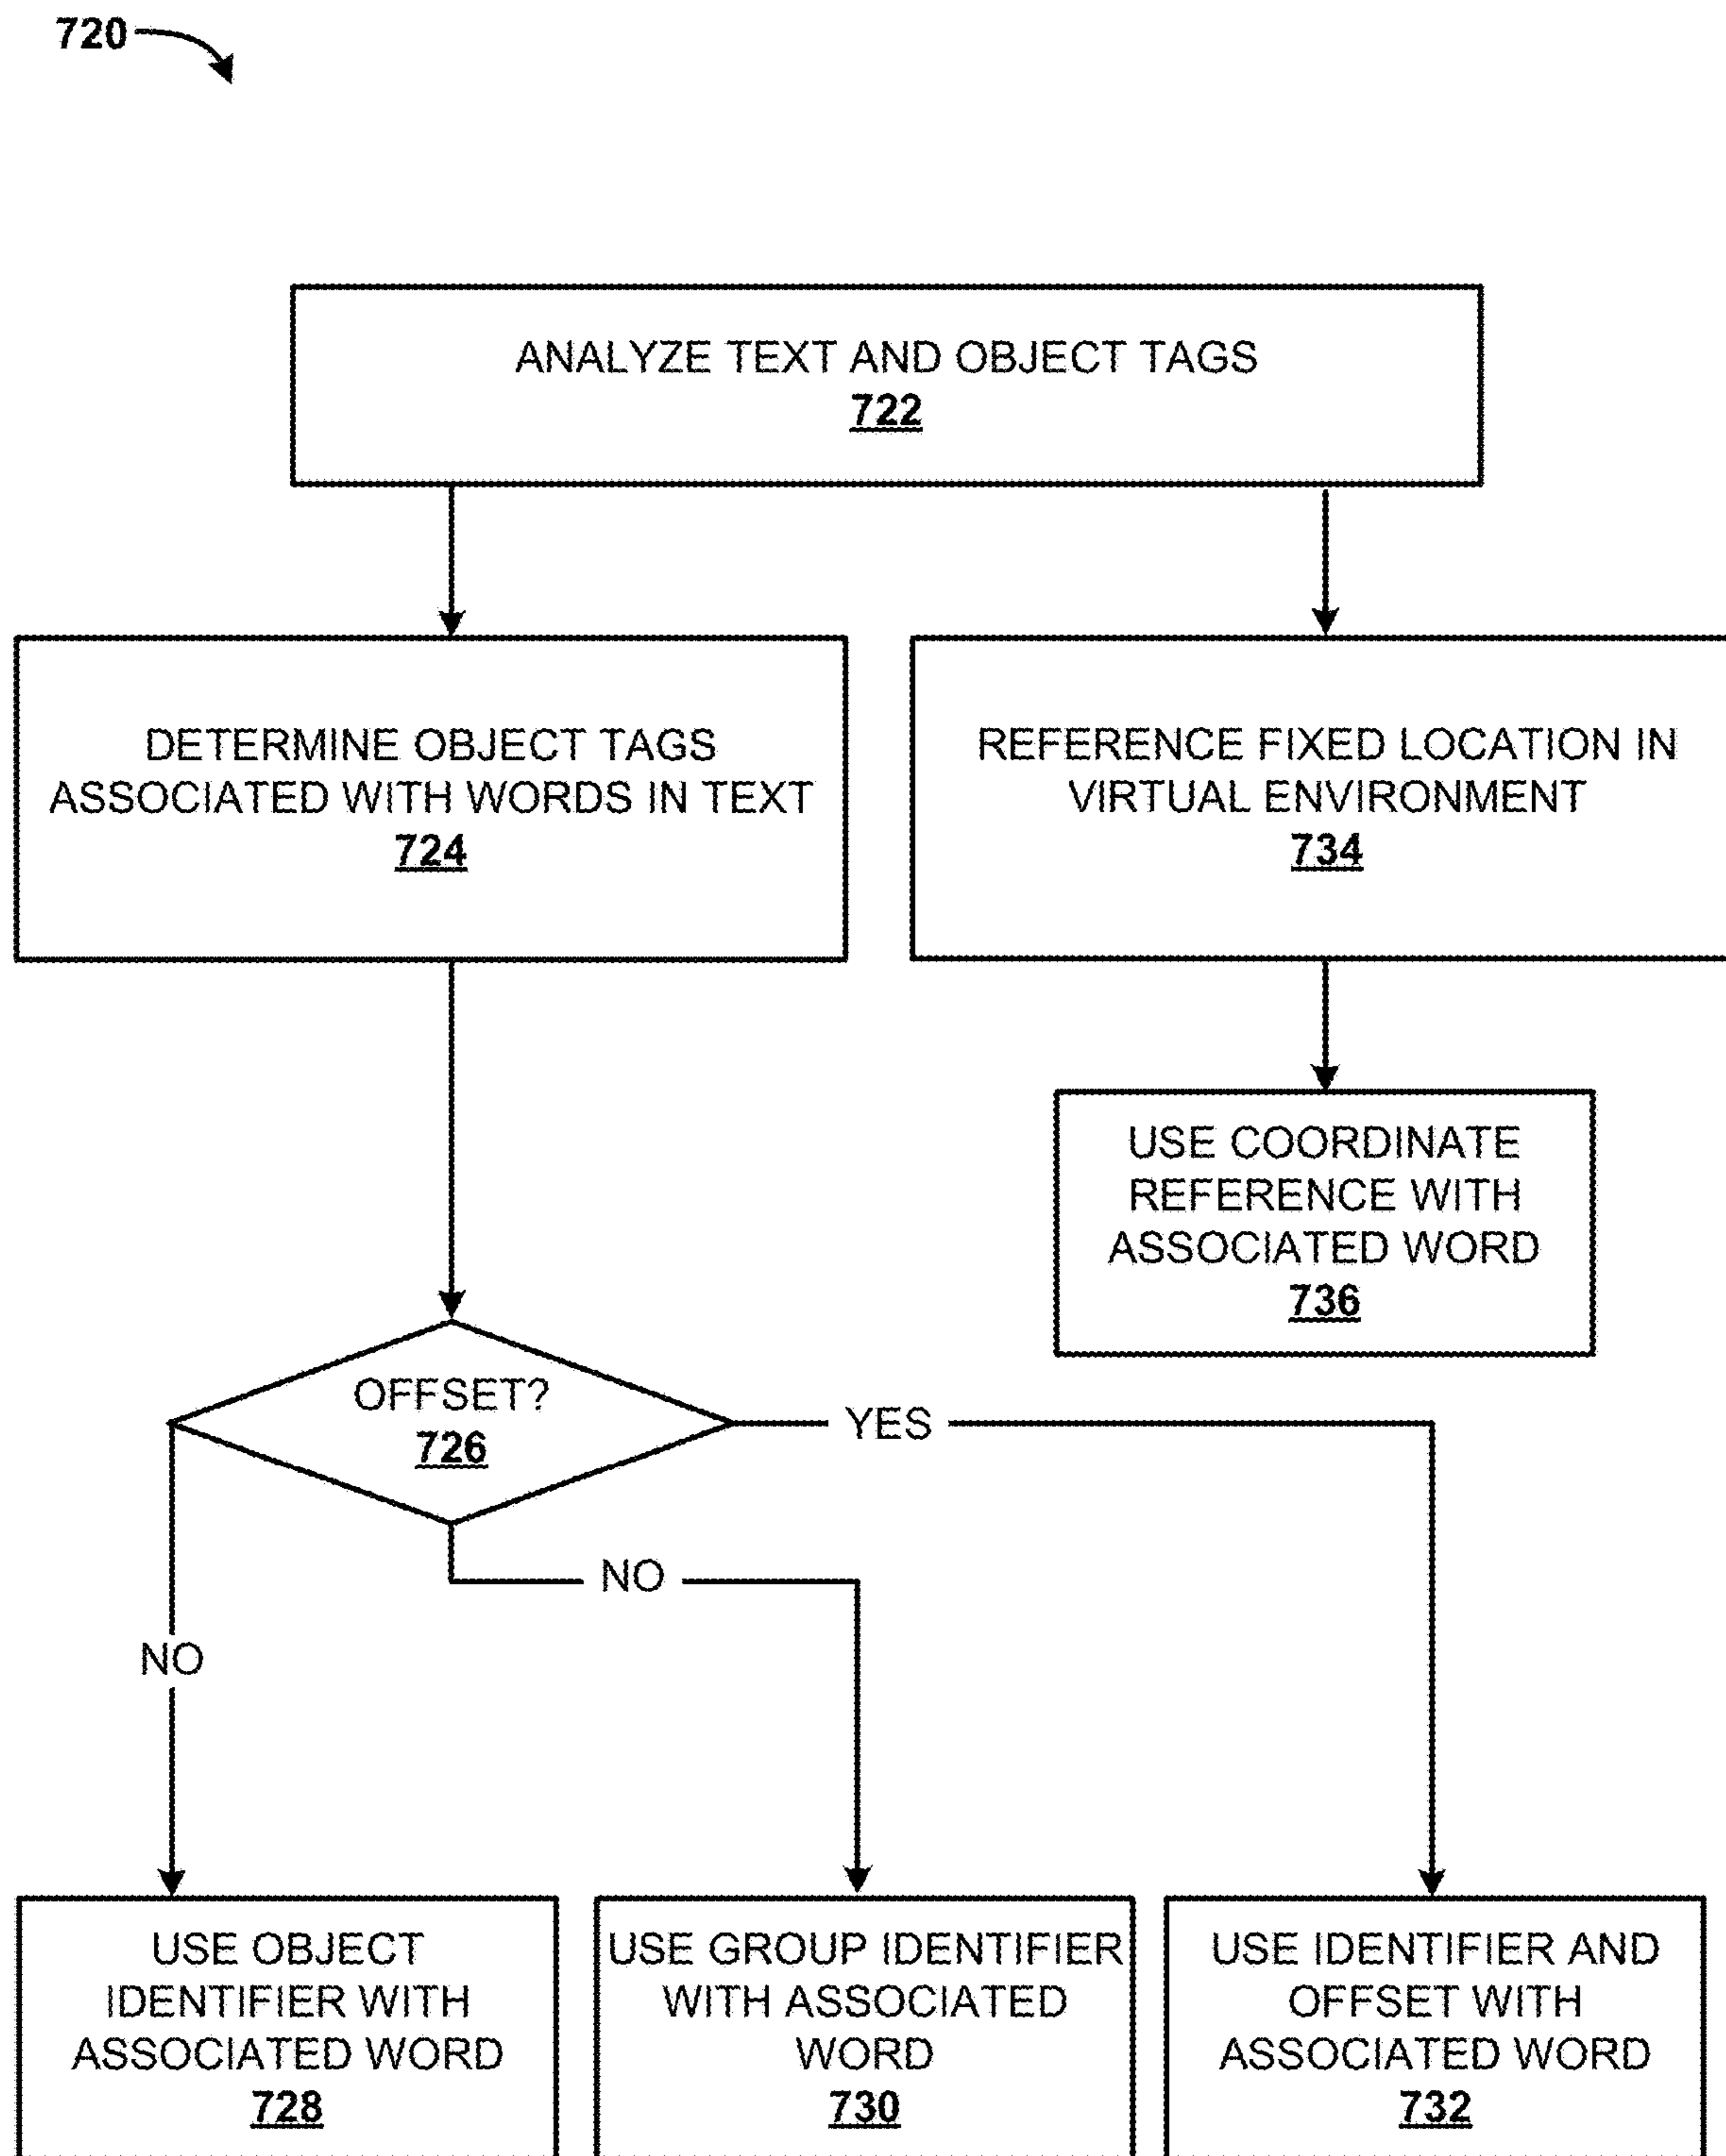 720
ANALYZE TEXT AND OBJECT TAGS
722
DETERMINE OBJECT TAGS
ASSOCIATED WITH WORDS IN TEXT
724
REFERENCE FIXED LOCATION IN
VIRTUAL ENVIRONMENT
734
USE COORDINATE
REFERENCE WITH
ASSOCIATED WORD
736
OFFSET?
726
YES
NO
NO
USE OBJECT
IDENTIFIER WITH
ASSOCIATED WORD
728
USE GROUP IDENTIFIER
WITH ASSOCIATED
WORD
730
USE IDENTIFIER AND
OFFSET WITH
ASSOCIATED WORD
732